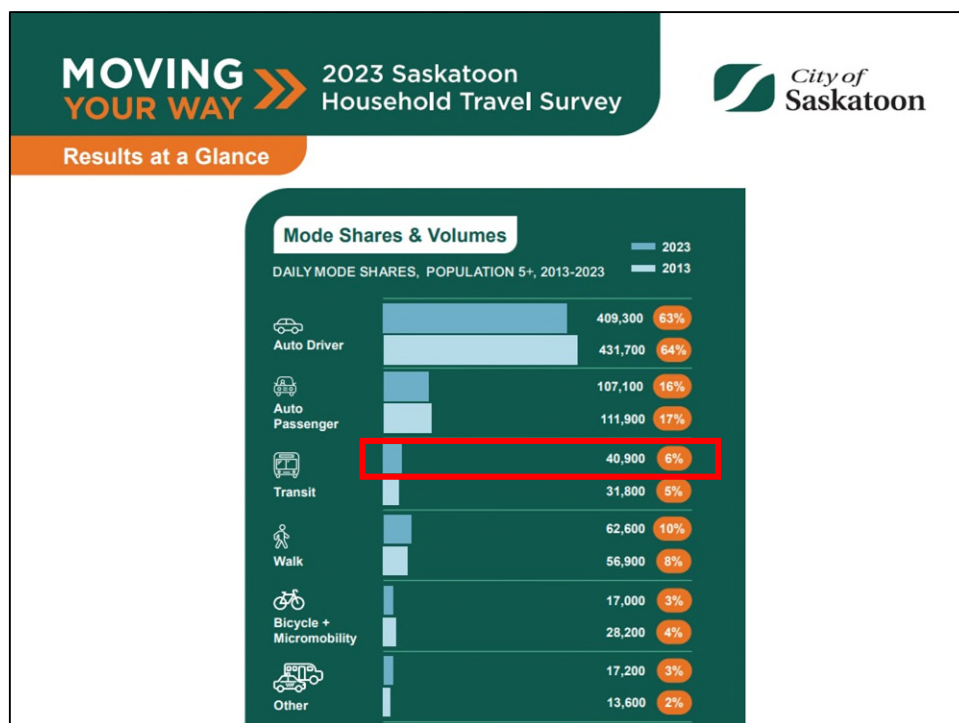 MOVING
YOUR WAY
2023 Saskatoon
Household Travel Survey
City of
Saskatoon
Results at a Glance
Mode Shares & Volumes
2023
DAILY MODE SHARES, POPULATION 5+, 2013-2023
2013
Auto Driver
409,300 63%
431,700 64%
Auto
Passenger
107,100 16%
111,900 17%
Transit
40,900 6%
31,800 5%
Walk
62,600 10%
56,900 8%
Bicycle +
Micromobility
17,000 3%
28,200 4%
Other
17,200 3%
13,600 2%